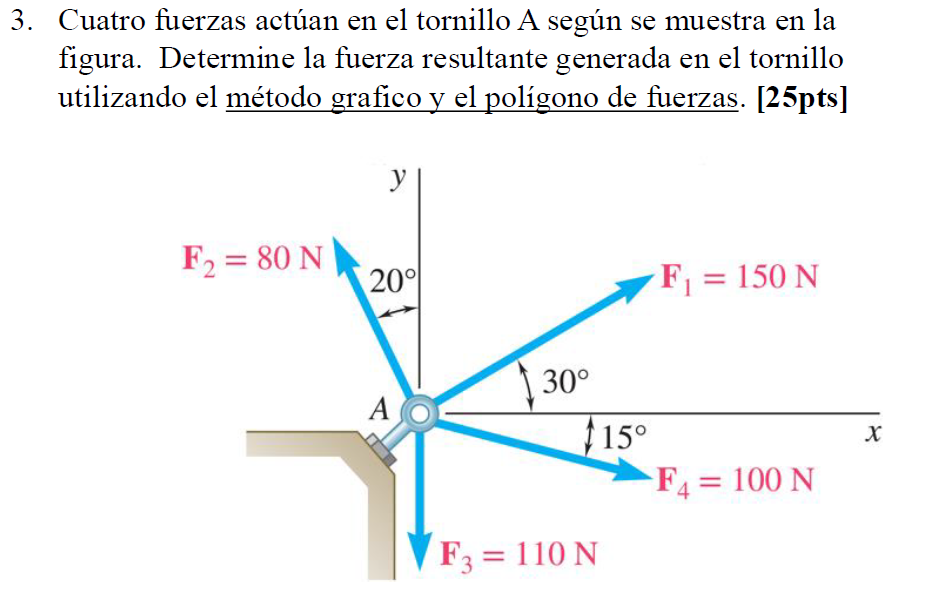 3. Cuatro fuerzas actúan en el tornillo A según se muestra en la
figura. Determine la fuerza resultante generada en el tornillo
utilizando el método grafico y el polígono de fuerzas. [25pts]
y
F₂ = 80 N
20°
F₁ = 150 N
30°
A
15°
x
F₄ = 100 N
F₃ = 110 N